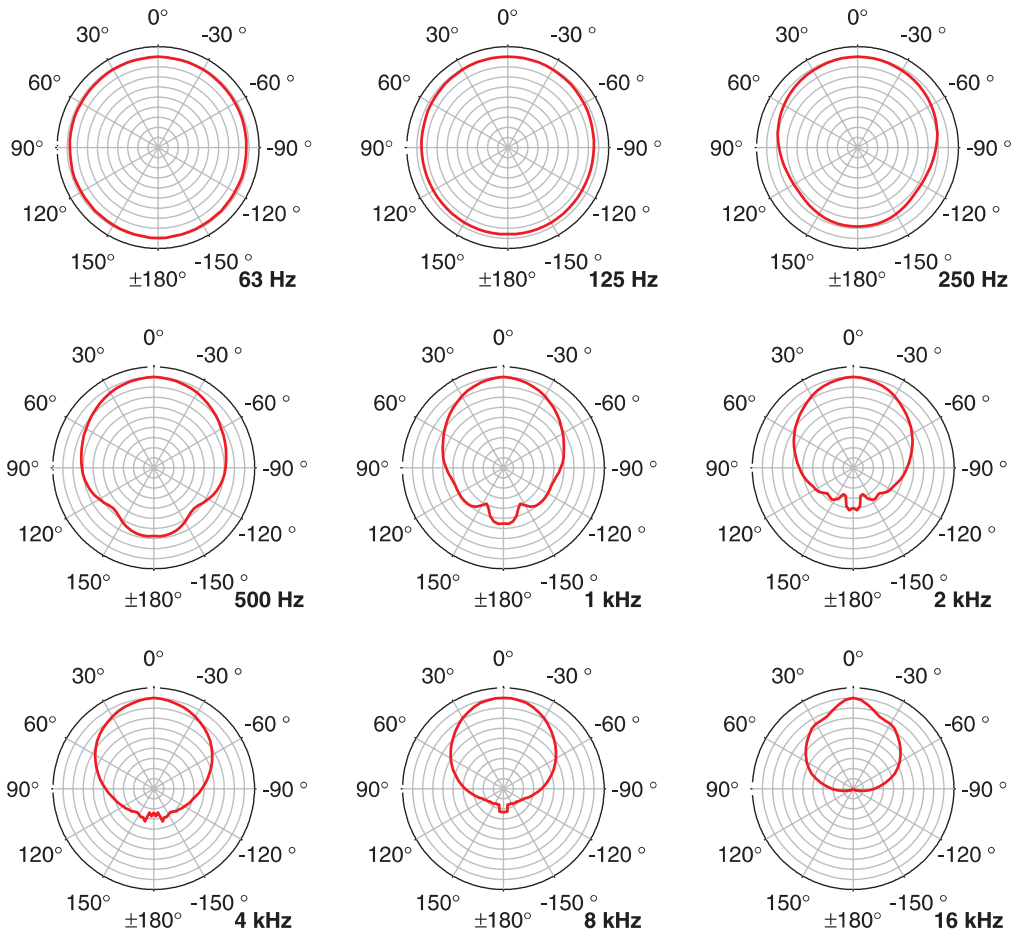 0° 0° 0°
30° -30 ° 30° -30 ° 30° -30 °
60° -60 ° 60° -60 ° 60° -60 °
90° -90 ° 90° -90 ° 90° -90 °
120° -120 ° 120° -120 ° 120° -120 °
150° -150 ° 150° -150 ° 150° -150 °
±180° 63 Hz ±180° 125 Hz ±180° 250 Hz
0° 0° 0°
30° -30 ° 30° -30 ° 30° -30 °
60° -60 ° 60° -60 ° 60° -60 °
90° -90 ° 90° -90 ° 90° -90 °
120° -120 ° 120° -120 ° 120° -120 °
150° -150 ° 150° -150 ° 150° -150 °
±180° 500 Hz ±180° 1 kHz ±180° 2 kHz
0° 0° 0°
30° -30 ° 30° -30 ° 30° -30 °
60° -60 ° 60° -60 ° 60° -60 °
90° -90 ° 90° -90 ° 90° -90 °
120° -120 ° 120° -120 ° 120° -120 °
150° -150 ° 150° -150 ° 150° -150 °
±180° 4 kHz ±180° 8 kHz ±180° 16 kHz